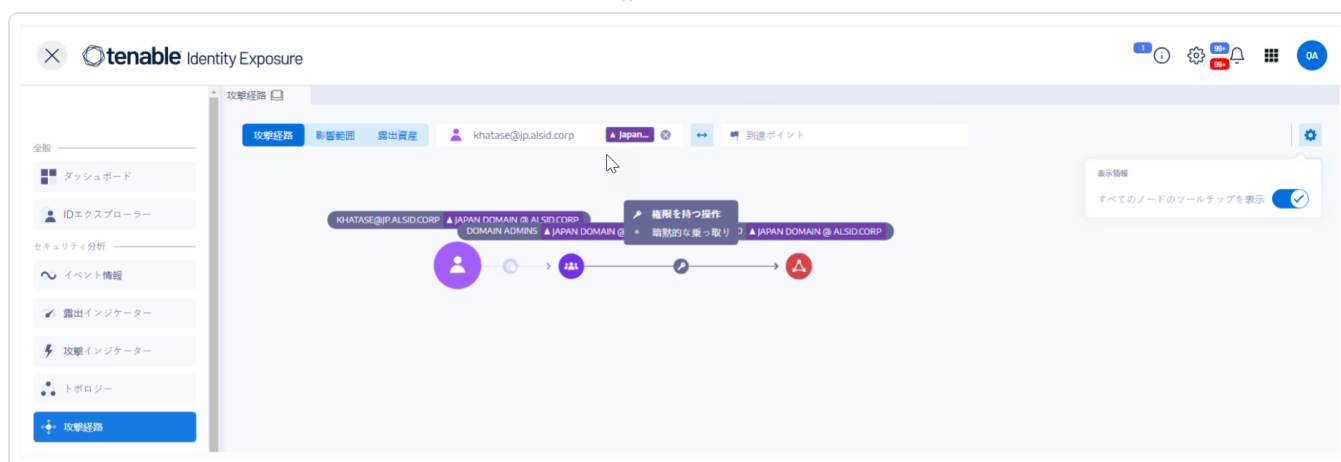 tenable Identity Exposure
1
99+
99+
QA
攻撃経路
全般
ダッシュボード
IDエクスプローラー
セキュリティ分析
イベント情報
露出インジケーター
攻撃インジケーター
トポロジー
攻撃経路
攻撃経路 影響範囲 露出資産 khatase@jp.alsid.corp Japan... 到達ポイント
表示情報
すべてのノードのツールチップを表示
KHATASE@JP.ALSID.CORP JAPAN DOMAIN @ ALSID.CORP
権限を持つ操作
DOMAIN ADMINS JAPAN DOMAIN @ 暗黙的な乗っ取り JAPAN DOMAIN @ ALSID.CORP